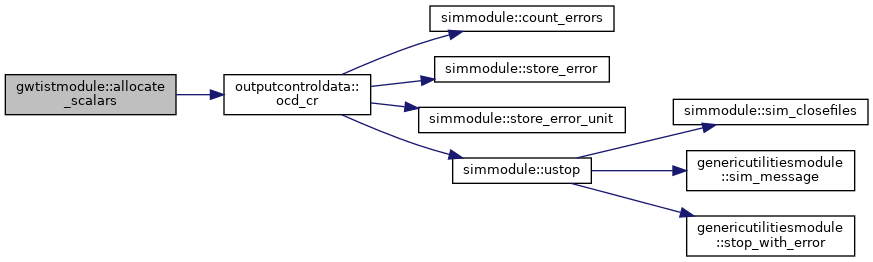 gwtistmodule::allocate
_scalars
outputcontroldata::
ocd_cr
simmodule::count_errors
simmodule::store_error
simmodule::store_error_unit
simmodule::ustop
simmodule::sim_closefiles
genericutilitiesmodule
::sim_message
genericutilitiesmodule
::stop_with_error